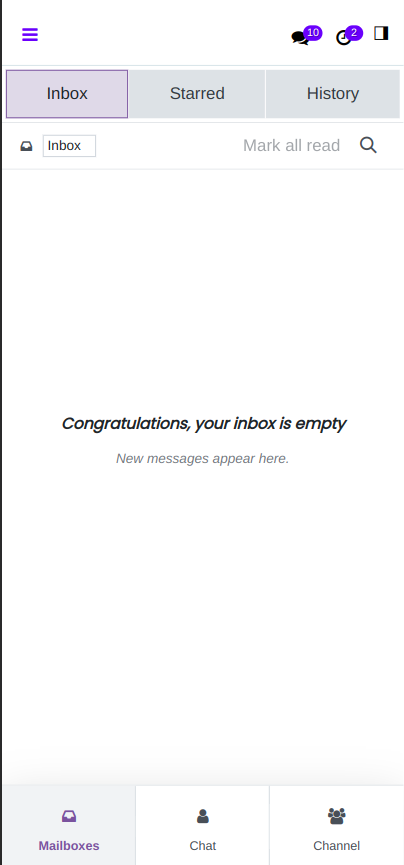 10 2
Inbox Starred History
Inbox Mark all read
Congratulations, your inbox is empty
New messages appear here.
Mailboxes Chat Channel